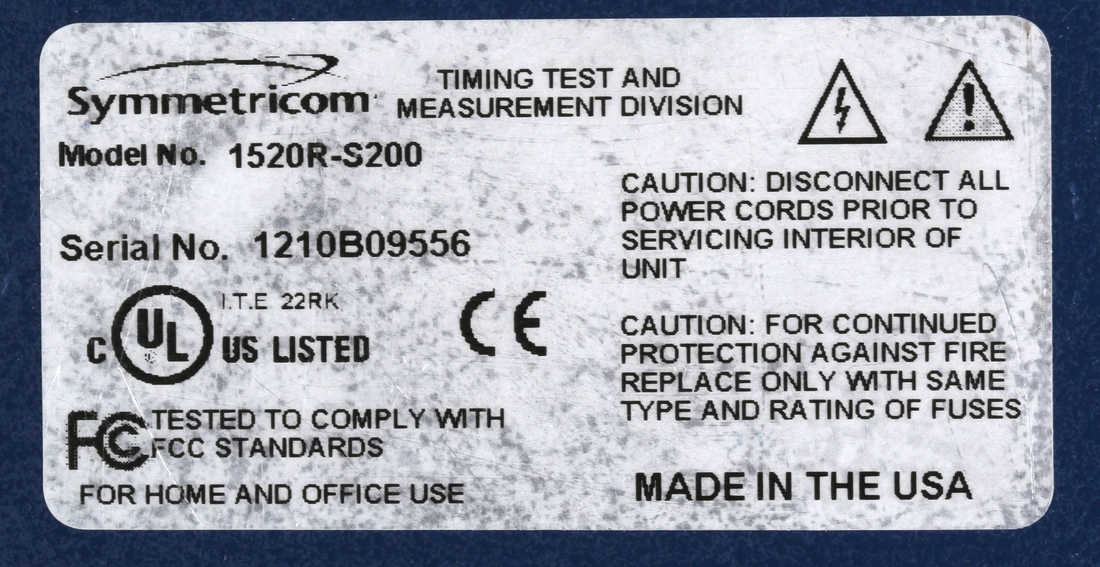 Symmetricom
TIMING TEST AND
MEASUREMENT DIVISION
Model No. 1520R-S200
Serial No. 1210B09556
I.T.E 22RK
C UL US LISTED
CE
FC TESTED TO COMPLY WITH
FCC STANDARDS
FOR HOME AND OFFICE USE
CAUTION: DISCONNECT ALL
POWER CORDS PRIOR TO
SERVICING INTERIOR OF
UNIT
CAUTION: FOR CONTINUED
PROTECTION AGAINST FIRE
REPLACE ONLY WITH SAME
TYPE AND RATING OF FUSES
MADE IN THE USA